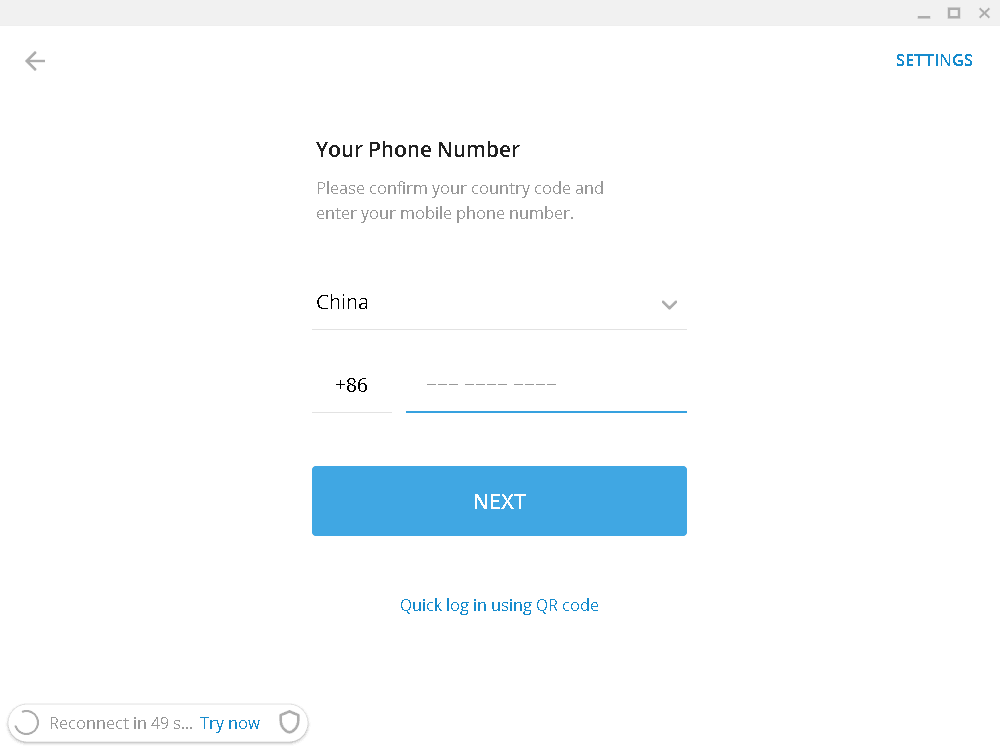 SETTINGS
Your Phone Number
Please confirm your country code and
enter your mobile phone number.
China
+86 ––– –––– ––––
NEXT
Quick log in using QR code
Reconnect in 49 s... Try now